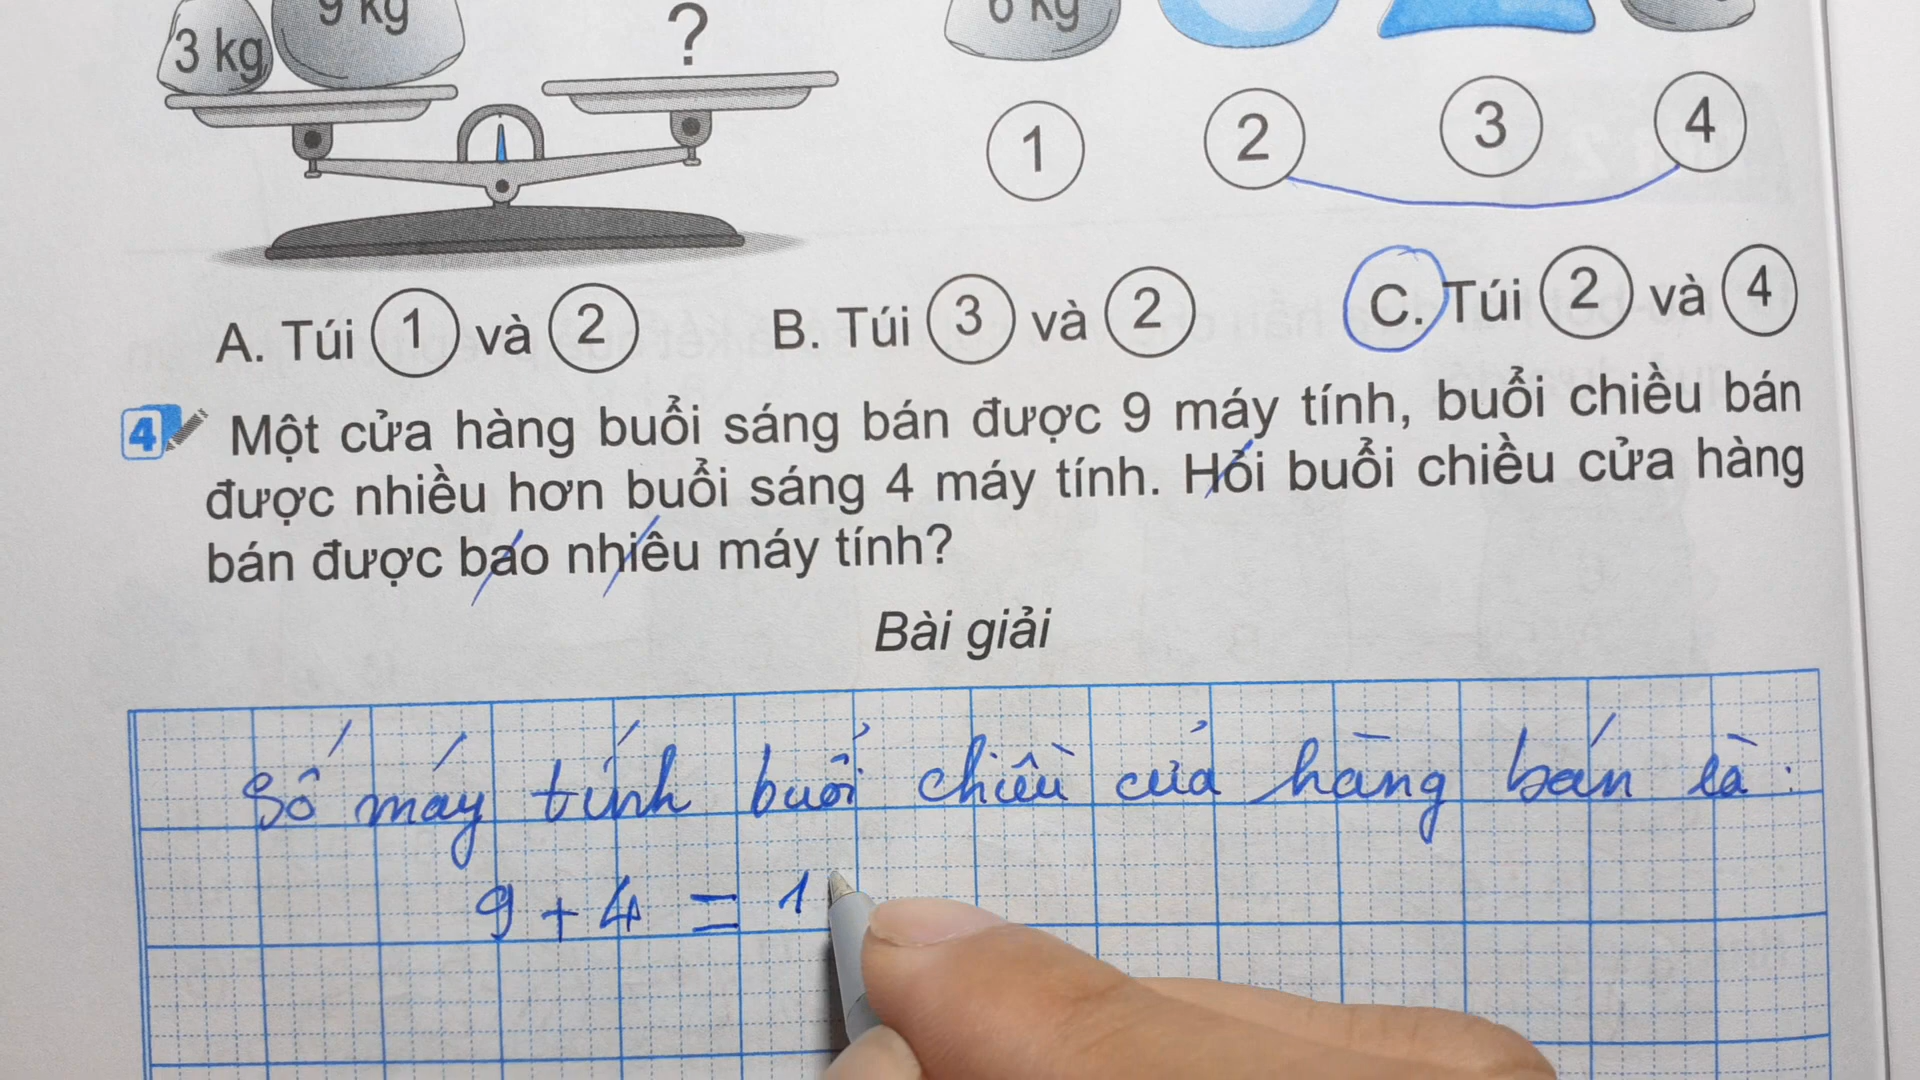 3 kg 9 kg ? 6 kg
1 2 3 4
A. Túi 1 và 2 B. Túi 3 và 2 C. Túi 2 và 4
4 Một cửa hàng buổi sáng bán được 9 máy tính, buổi chiều bán
được nhiều hơn buổi sáng 4 máy tính. Hỏi buổi chiều cửa hàng
bán được bao nhiêu máy tính?
Bài giải
Số máy tính buổi chiều cửa hàng bán là:
9 + 4 = 1